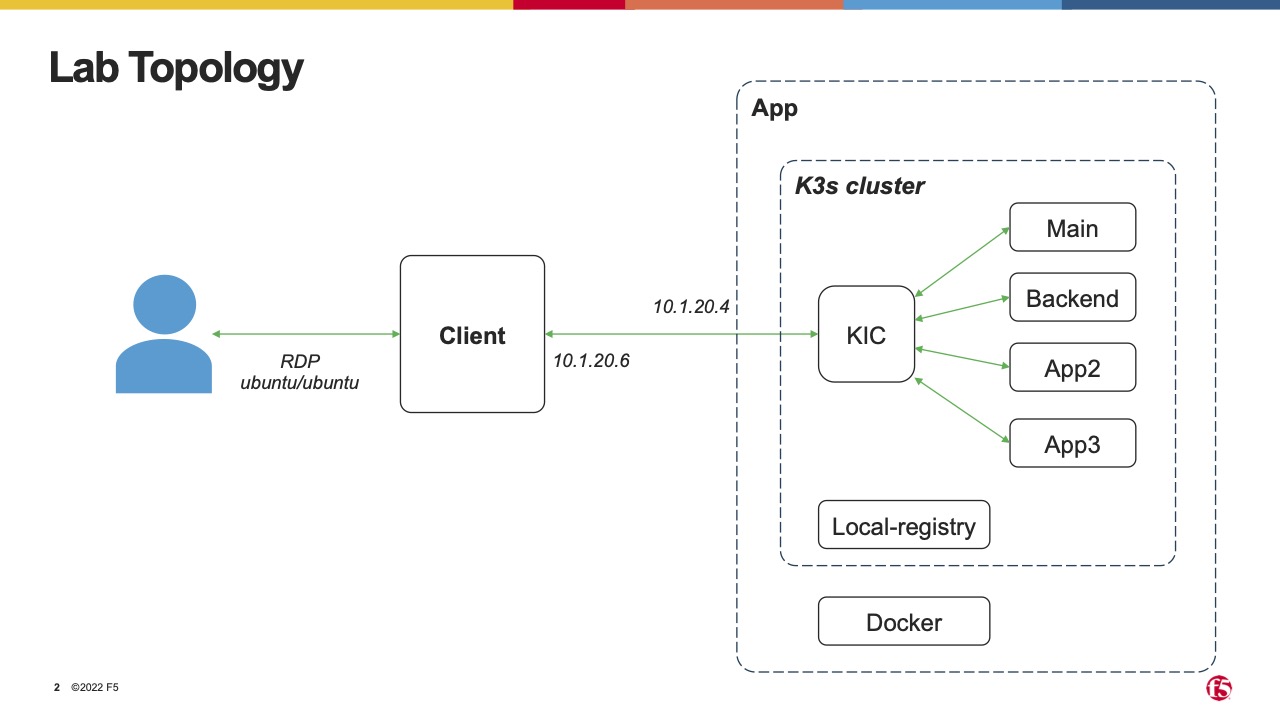 Lab Topology
App
K3s cluster
Main
Backend
App2
App3
KIC
Client
10.1.20.4
10.1.20.6
RDP
ubuntu/ubuntu
Local-registry
Docker
2 ©2022 F5
f5